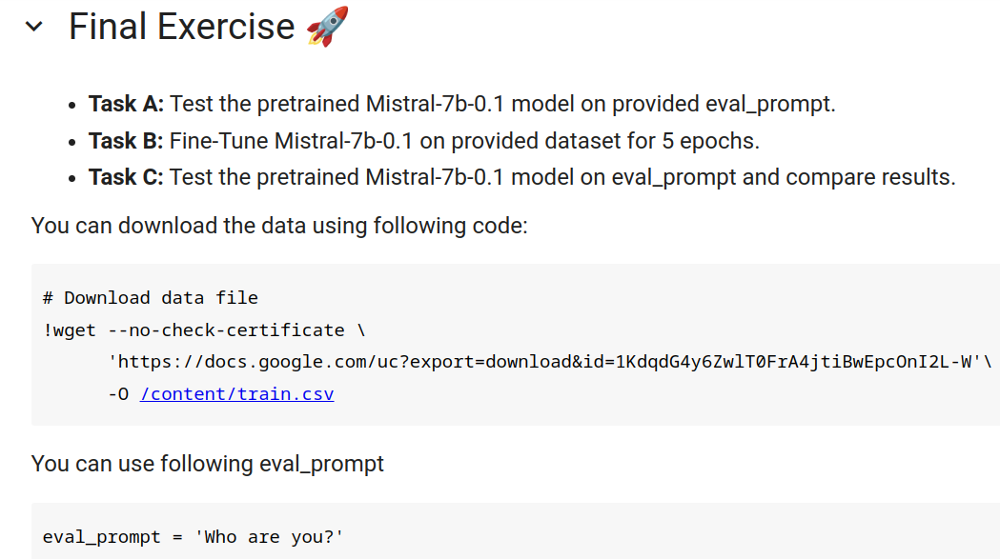 Final Exercise 🚀
Task A: Test the pretrained Mistral-7b-0.1 model on provided eval_prompt.
Task B: Fine-Tune Mistral-7b-0.1 on provided dataset for 5 epochs.
Task C: Test the pretrained Mistral-7b-0.1 model on eval_prompt and compare results.
You can download the data using following code:
# Download data file
!wget --no-check-certificate \
'https://docs.google.com/uc?export=download&id=1KdqdG4y6ZwlT0FrA4jtiBwEpcOnI2L-W'\
-O /content/train.csv
You can use following eval_prompt
eval_prompt = 'Who are you?'